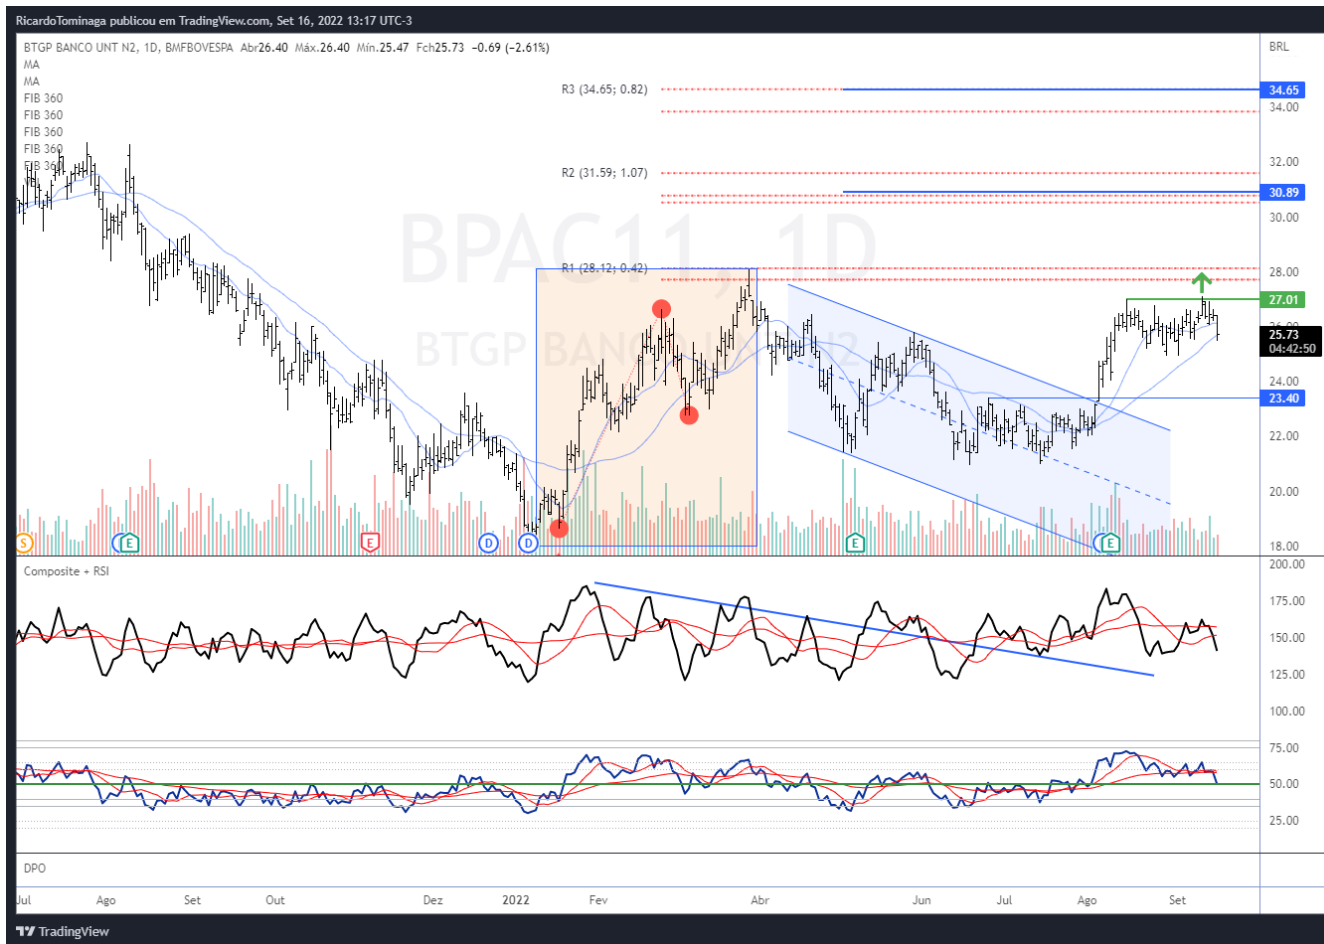 RicardoTominaga publicou em TradingView.com, Set 16, 2022 13:17 UTC-3
BTGP BANCO UNT N2, 1D, BMFBOVESPA Abr26.40 Máx.26.40 Mín.25.47 Fch25.73 −0.69 (−2.61%)
BRL
MA
MA
FIB 360
FIB 360
FIB 360
FIB 360
FIB 360
R3 (34.65; 0.82)
34.65
34.00
32.00
R2 (31.59; 1.07)
30.89
30.00
BPAC11, 1D
R1 (28.12; 0.42)
28.00
27.01
26.00
BTGP BANCO UNT N2
25.73
04:42:50
24.00
23.40
22.00
20.00
18.00
S
E
E
D
D
E
E
Composite + RSI
200.00
175.00
150.00
125.00
100.00
75.00
50.00
25.00
DPO
Jul
Ago
Set
Out
Dez
2022
Fev
Abr
Jun
Jul
Ago
Set
TradingView